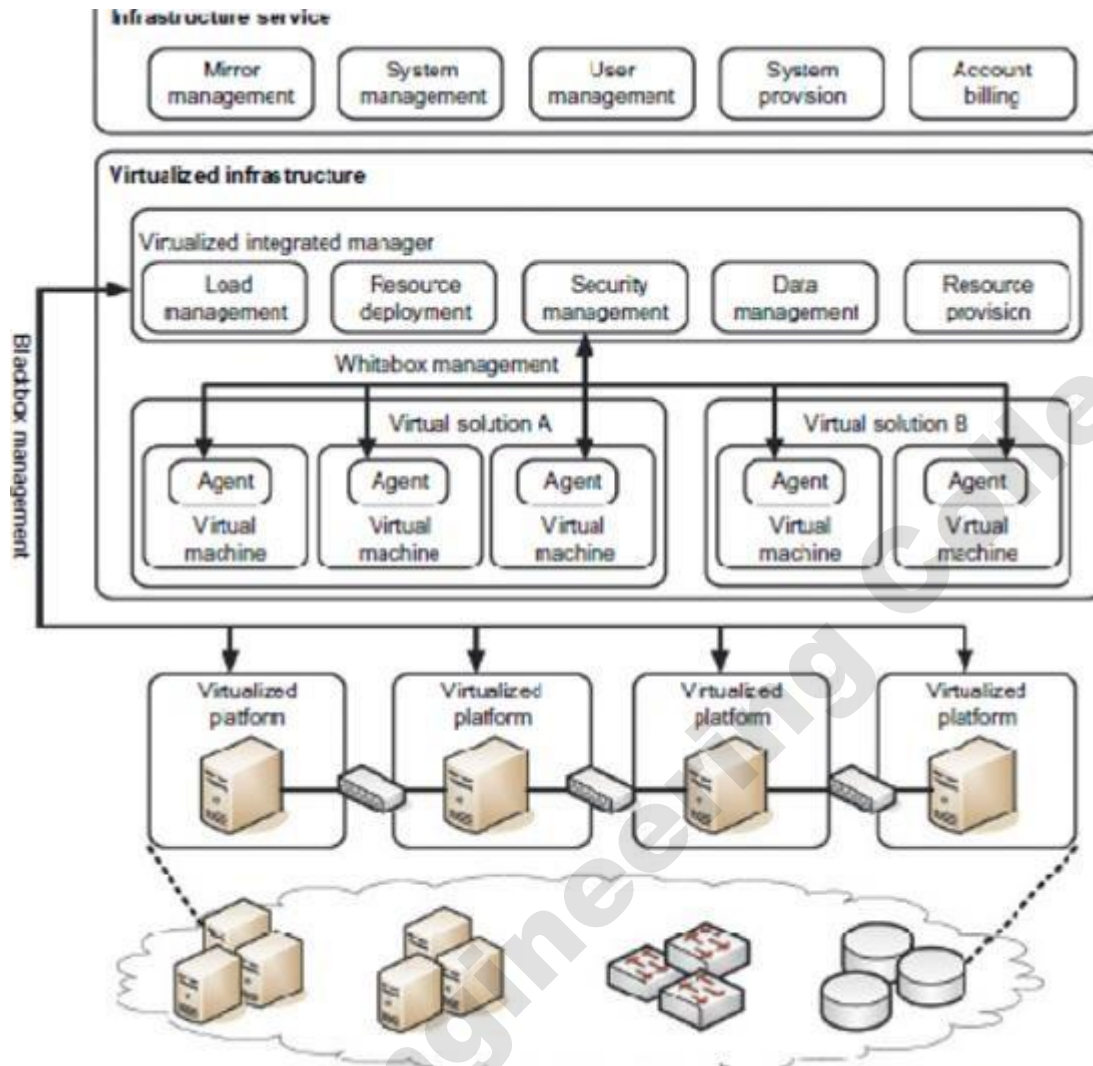 Infrastructure service
Mirror
management
System
management
User
management
System
provision
Account
billing
Virtualized infrastructure
Virtualized integrated manager
Load
management
Resource
deployment
Security
management
Data
management
Resource
provision
Blackbox management
Whitebox management
Virtual solution A
Virtual solution B
Agent
Virtual
machine
Agent
Virtual
machine
Agent
Virtual
machine
Agent
Virtual
machine
Agent
Virtual
machine
Virtualized
platform
Virtualized
platform
Virtualized
platform
Virtualized
platform